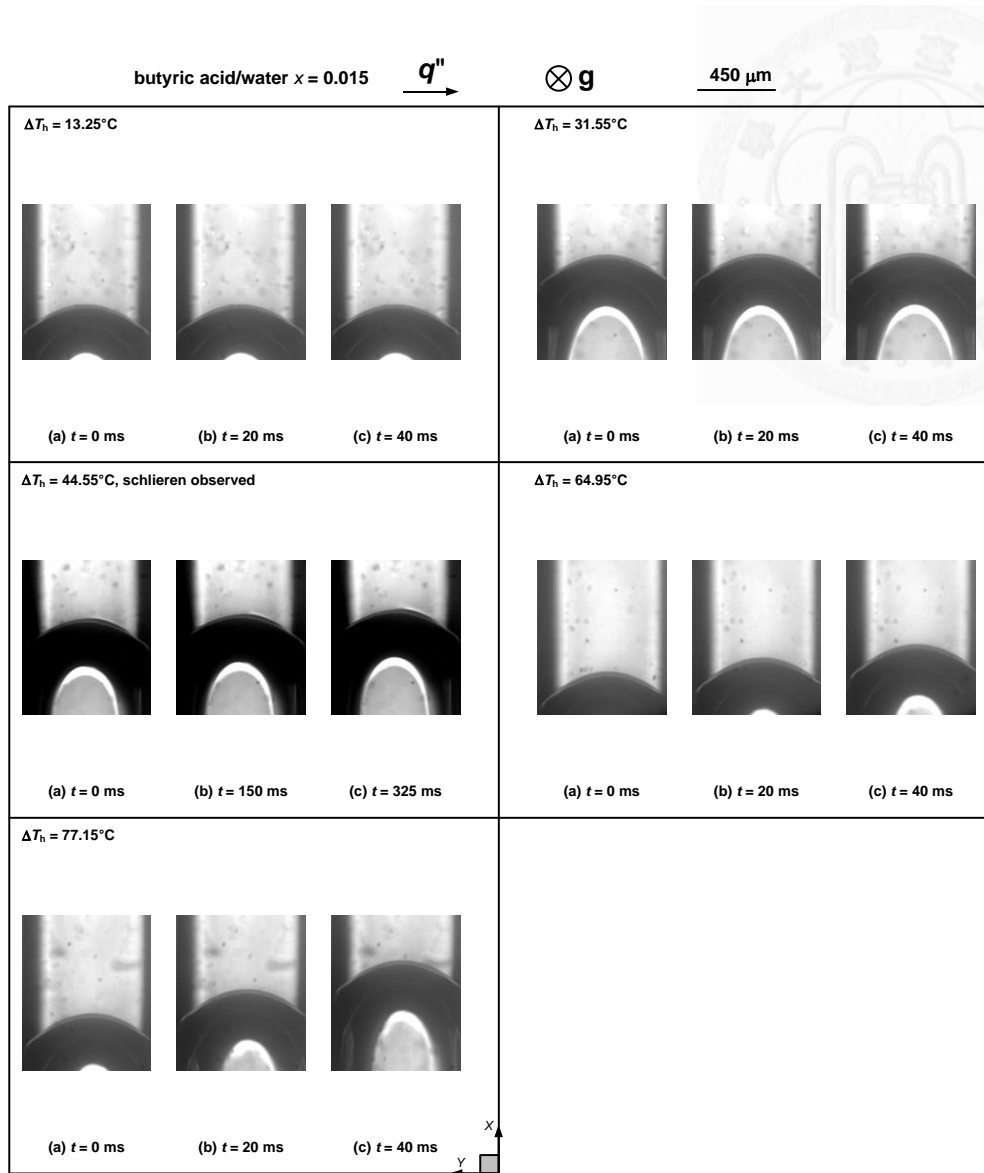 butyric acid/water x = 0.015 q" ⊗ g 450 μm
ΔTh = 13.25°C
(a) t = 0 ms (b) t = 20 ms (c) t = 40 ms
ΔTh = 31.55°C
(a) t = 0 ms (b) t = 20 ms (c) t = 40 ms
ΔTh = 44.55°C, schlieren observed
(a) t = 0 ms (b) t = 150 ms (c) t = 325 ms
ΔTh = 64.95°C
(a) t = 0 ms (b) t = 20 ms (c) t = 40 ms
ΔTh = 77.15°C
(a) t = 0 ms (b) t = 20 ms (c) t = 40 ms
X
Y